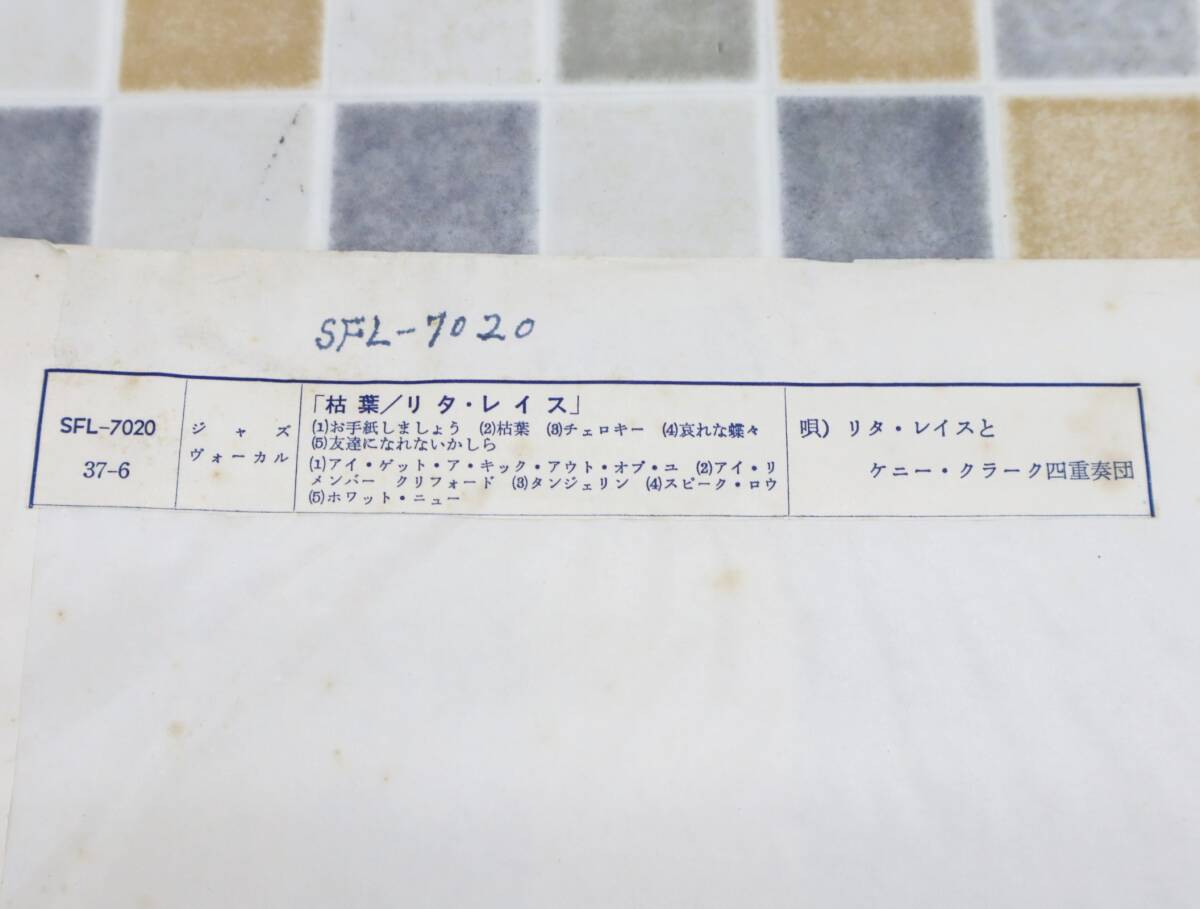 SFL-7020
SFL-7020
37-6
ジャズ
ヴォーカル
「枯葉／リタ・レイス」
(1)お手紙しましょう (2)枯葉 (3)チェロキー (4)哀れな蝶々
(5)友達になれないかしら
(1)アイ・ゲット・ア・キック・アウト・オブ・ユ (2)アイ・リ
メンバー クリフォード (3)タンジェリン (4)スピーク・ロウ
(5)ホワット・ニュー
唄) リタ・レイスと
ケニー・クラーク四重奏団